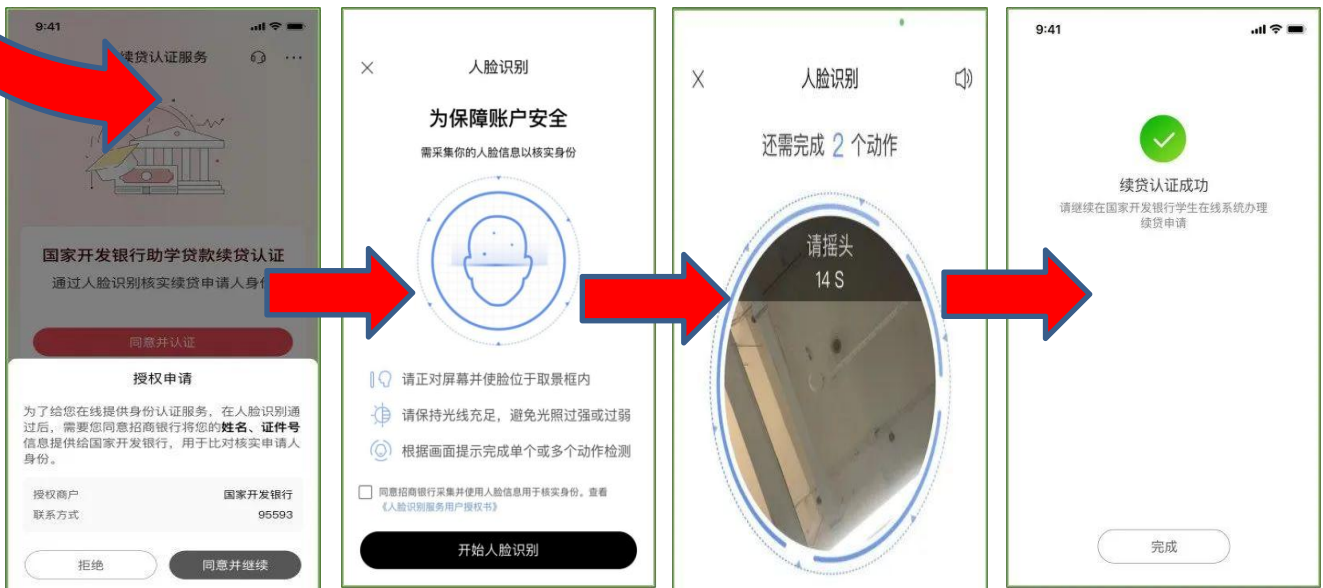 9:41
续贷认证服务
国家开发银行助学贷款续贷认证
通过人脸识别核实续贷申请人身
同意并认证
授权申请
为了给您在线提供身份认证服务，在人脸识别通
过后，需要您同意招商银行将您的姓名、证件号
信息提供给国家开发银行，用于比对核实申请人
身份。
授权商户 国家开发银行
联系方式 95593
拒绝 同意并继续
人脸识别
为保障账户安全
需采集你的人脸信息以核实身份
请正对屏幕并使脸位于取景框内
请保持光线充足，避免光照过强或过弱
根据画面提示完成单个或多个动作检测
同意招商银行采集并使用人脸信息用于核实身份。查看
《人脸识别服务用户授权书》
开始人脸识别
人脸识别
还需完成 2 个动作
请摇头
14 S
9:41
续贷认证成功
请继续在国家开发银行学生在线系统办理
续贷申请
完成